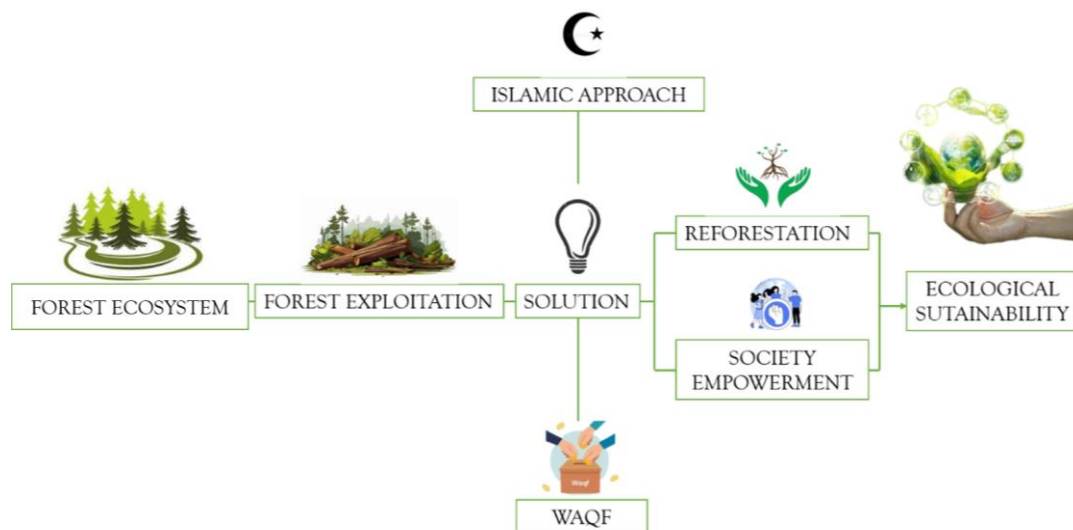 ISLAMIC APPROACH
FOREST ECOSYSTEM
FOREST EXPLOITATION
SOLUTION
REFORESTATION
SOCIETY
EMPOWERMENT
ECOLOGICAL
SUTAINABILITY
Waqf
WAQF